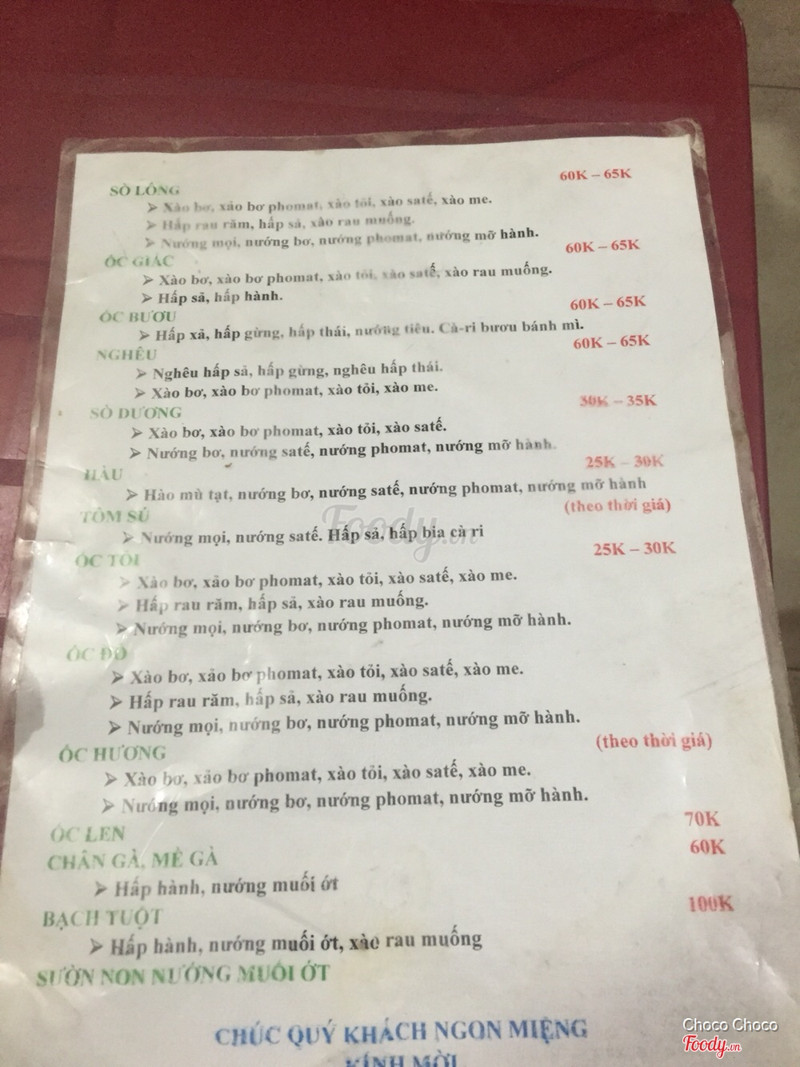 60K – 65K
SÒ LÔNG
➢ Xào bơ, xảo bơ phomat, xào tỏi, xào satế, xào me.
➢ Hấp rau răm, hấp sả, xào rau muống.
➢ Nướng mọi, nướng bơ, nướng phomat, nướng mỡ hành.
60K – 65K
ỐC GIÁC
➢ Xào bơ, xào bơ phomat, xào tỏi, xào satế, xào rau muống.
➢ Hấp sả, hấp hành.
60K – 65K
ỐC BƯƠU
➢ Hấp xả, hấp gừng, hấp thái, nướng tiêu. Cà-ri bươu bánh mì.
60K – 65K
NGHÊU
➢ Nghêu hấp sả, hấp gừng, nghêu hấp thái.
➢ Xào bơ, xào bơ phomat, xào tỏi, xào me.
30K – 35K
SÒ DƯƠNG
➢ Xào bơ, xào bơ phomat, xào tỏi, xào satế.
➢ Nướng bơ, nướng satế, nướng phomat, nướng mỡ hành.
25K – 30K
HÀU
➢ Hào mù tạt, nướng bơ, nướng satế, nướng phomat, nướng mỡ hành
(theo thời giá)
TÔM SÚ
➢ Nướng mọi, nướng satế. Hấp sả, hấp bia cà ri
25K – 30K
ỐC TỎI
➢ Xào bơ, xảo bơ phomat, xào tỏi, xào satế, xào me.
➢ Hấp rau răm, hấp sả, xào rau muống.
➢ Nướng mọi, nướng bơ, nướng phomat, nướng mỡ hành.
ỐC ĐỎ
➢ Xào bơ, xảo bơ phomat, xào tỏi, xào satế, xào me.
➢ Hấp rau răm, hấp sả, xào rau muống.
➢ Nướng mọi, nướng bơ, nướng phomat, nướng mỡ hành.
(theo thời giá)
ỐC HƯƠNG
➢ Xào bơ, xảo bơ phomat, xào tỏi, xào satế, xào me.
➢ Nướng mọi, nướng bơ, nướng phomat, nướng mỡ hành.
70K
ỐC LEN
60K
CHÂN GÀ, MỀ GÀ
➢ Hấp hành, nướng muối ớt
100K
BẠCH TUỘT
➢ Hấp hành, nướng muối ớt, xào rau muống
SƯỜN NON NƯỚNG MUỐI ỚT
CHÚC QUÝ KHÁCH NGON MIỆNG
KÍNH MỜI
Foody.vn
Choco Choco
Foody.vn